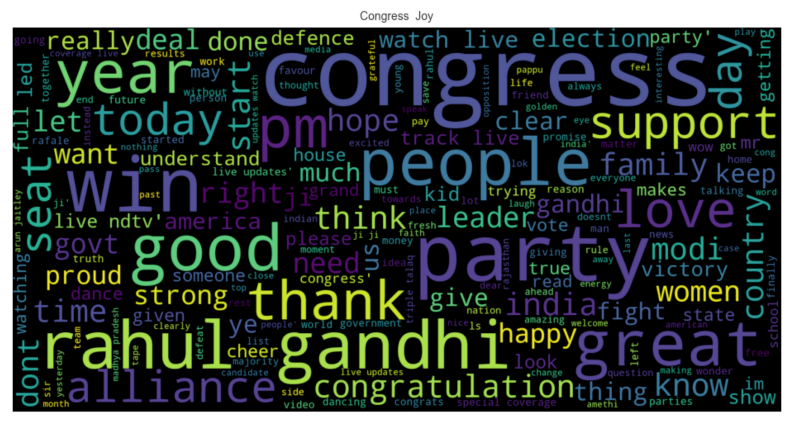 Congress Joy
going coverage live results work use media favour grateful young pappu rahul always play
really deal done defence watch live election party' getting
year congress day
together full led may start thought save life feel opposition interesting
end future without person updates watch friend golden eye
let today pm hope pay clear support
rafale instead started excited speak track live promise india' matter wow got mr cong
want understand house lok people everyone family keep
nothing pass live updates' much must trying reason makes home talking word
seat win right ji grand kid laugh gandhi love
ji' past towards place lot doesnt
arun jaitley live ndtv' america indian think fresh leader vote man news last case
govt please ji ji faith us money giving rule modi country
truth moment triple talaq rajasthan true away finally
watching good need idea party
proud someone congress' dear give read victory school
top close energy
time dance strong thank india fight women
clearly rest nation ahead state
given people' world government nice amazing welcome american free
team ye ls happy
madhya pradesh list cheer look left change question making wonder
rahul gandhi great
tape defeat majority live updates
dont yesterday sir alliance candidate side congratulation thing know im
month video dancing congrats special coverage amethi parties show